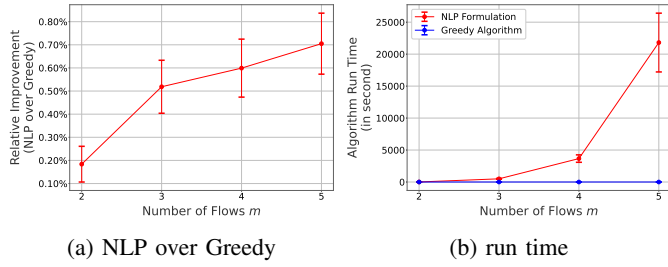 Relative Improvement
(NLP over Greedy)
0.80%
0.70%
0.60%
0.50%
0.40%
0.30%
0.20%
0.10%
2
3
4
5
Number of Flows m
(a) NLP over Greedy
Algorithm Run Time
(in second)
25000
20000
15000
10000
5000
0
NLP Formulation
Greedy Algorithm
2
3
4
5
Number of Flows m
(b) run time